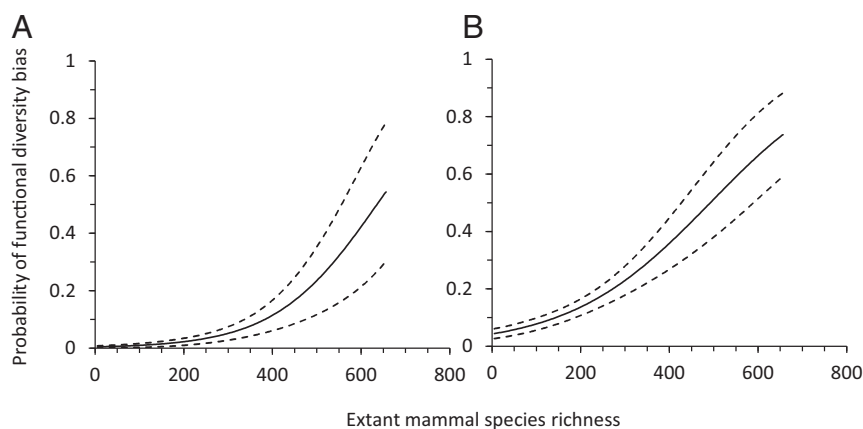 A
B
Probability of functional diversity bias
1
0.8
0.6
0.4
0.2
0
0 200 400 600 800
1
0.8
0.6
0.4
0.2
0
0 200 400 600 800
Extant mammal species richness